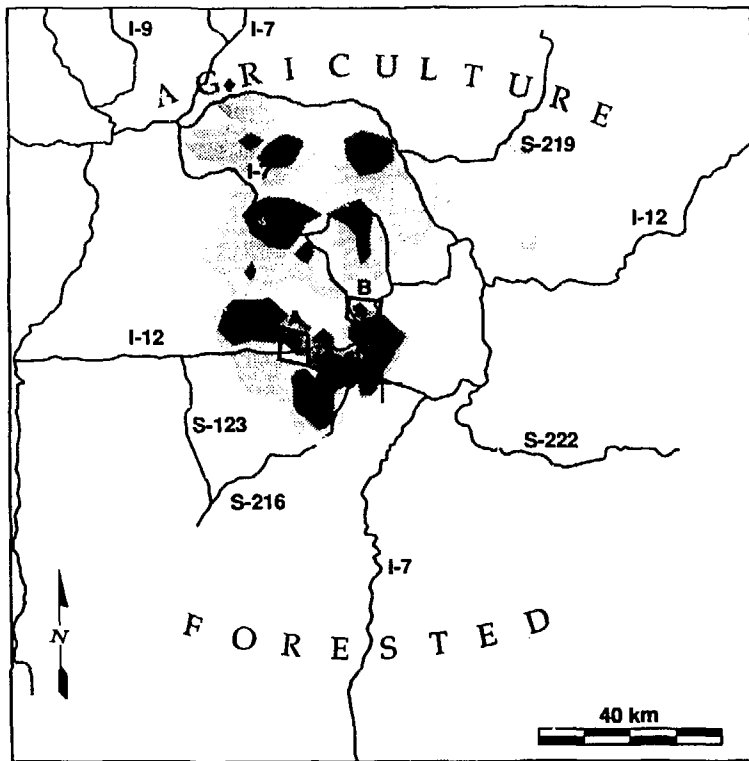 I-9
I-7
AGRICULTURE
S-219
I-7
I-12
B
A
I-12
S-123
S-222
S-216
I-7
FORESTED
N
40 km